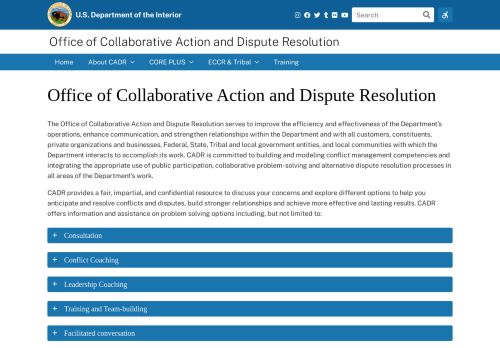 U.S. Department of the Interior
Search
Office of Collaborative Action and Dispute Resolution
Home
About CADR
CORE PLUS
ECCR & Tribal
Training
Office of Collaborative Action and Dispute Resolution
The Office of Collaborative Action and Dispute Resolution serves to improve the efficiency and effectiveness of the Department's
operations, enhance communication, and strengthen relationships within the Department and with all customers, constituents,
private organizations and businesses, Federal, State, Tribal and local government entities, and local communities with which the
Department interacts to accomplish its work. CADR is committed to building and modeling conflict management competencies and
integrating the appropriate use of public participation, collaborative problem-solving and alternative dispute resolution processes in
all areas of the Department's work.
CADR provides a fair, impartial, and confidential resource to discuss your concerns and explore different options to help you
anticipate and resolve conflicts and disputes, build stronger relationships and achieve more effective and lasting results. CADR
offers information and assistance on problem solving options including, but not limited to:
+ Consultation
+ Conflict Coaching
+ Leadership Coaching
+ Training and Team-building
+ Facilitated conversation